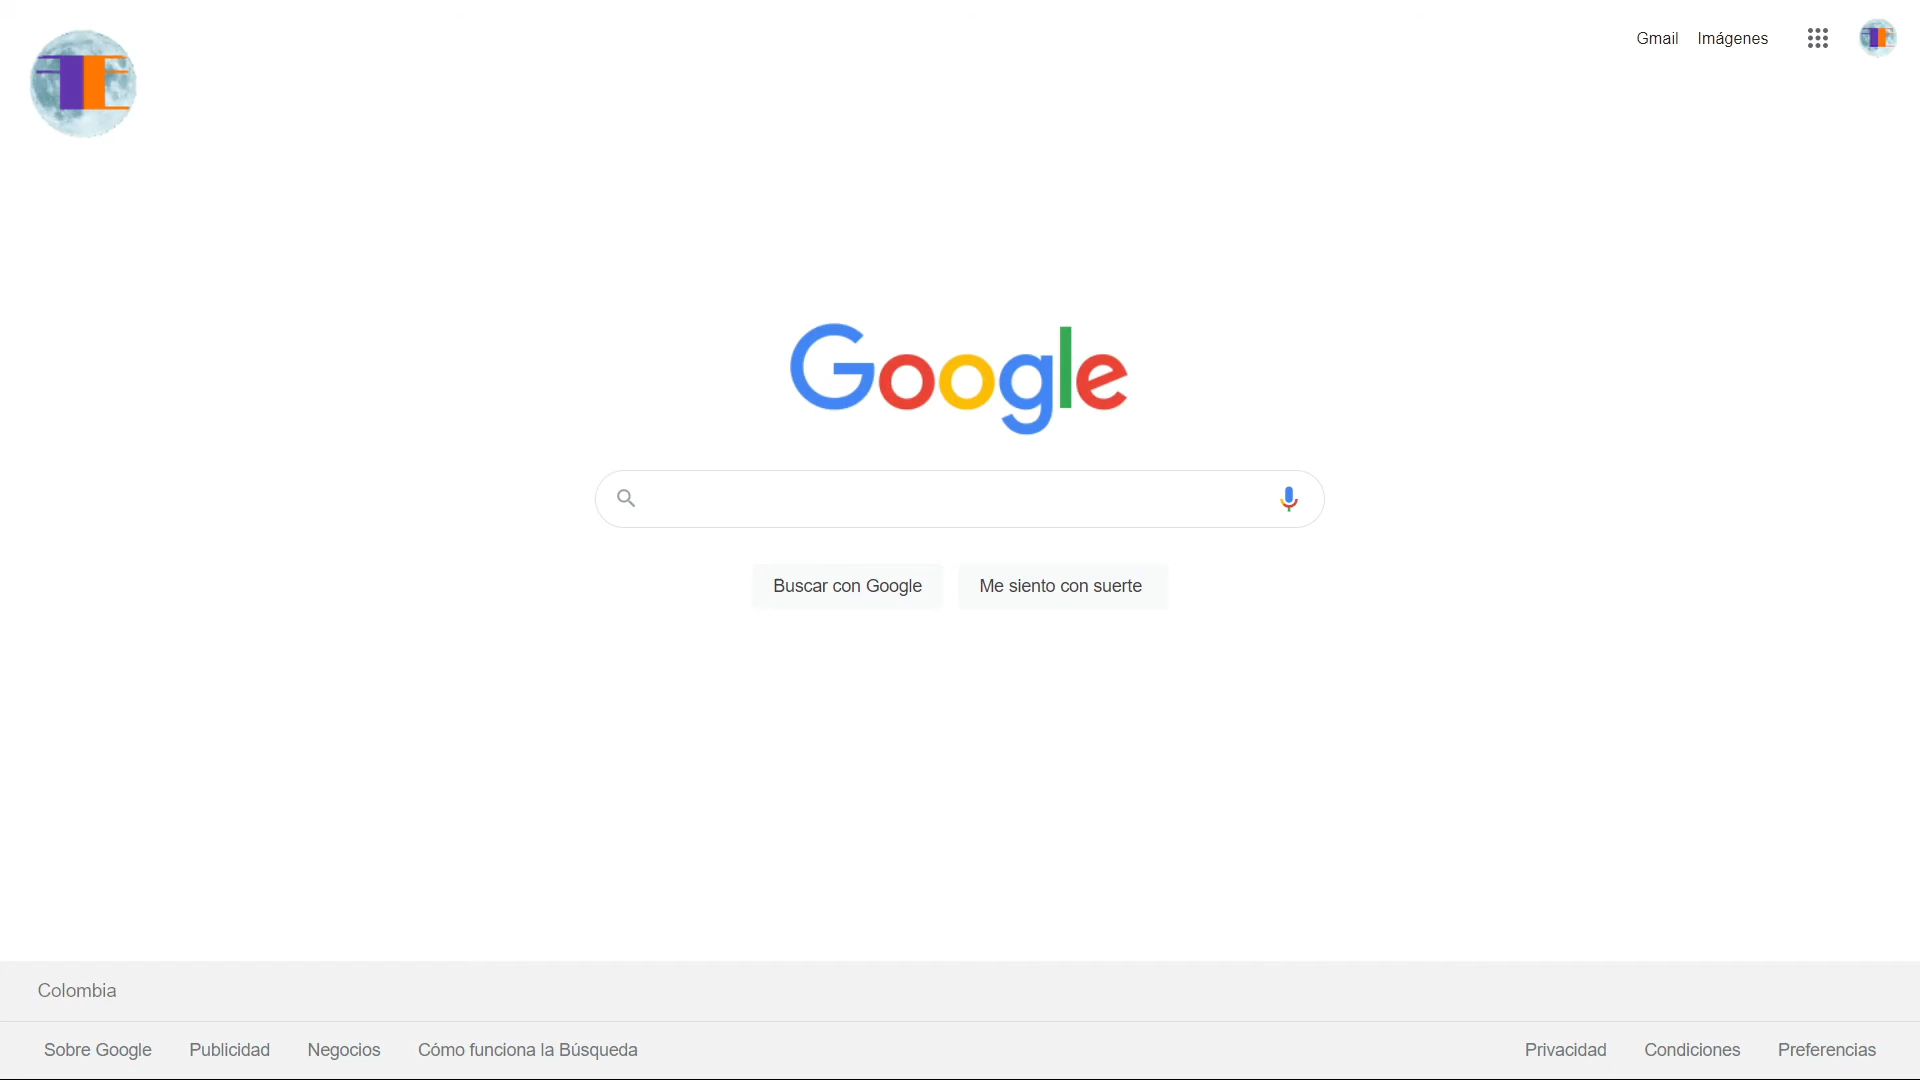 Gmail Imágenes
Google
Buscar con Google Me siento con suerte
Colombia
Sobre Google Publicidad Negocios Cómo funciona la Búsqueda Privacidad Condiciones Preferencias